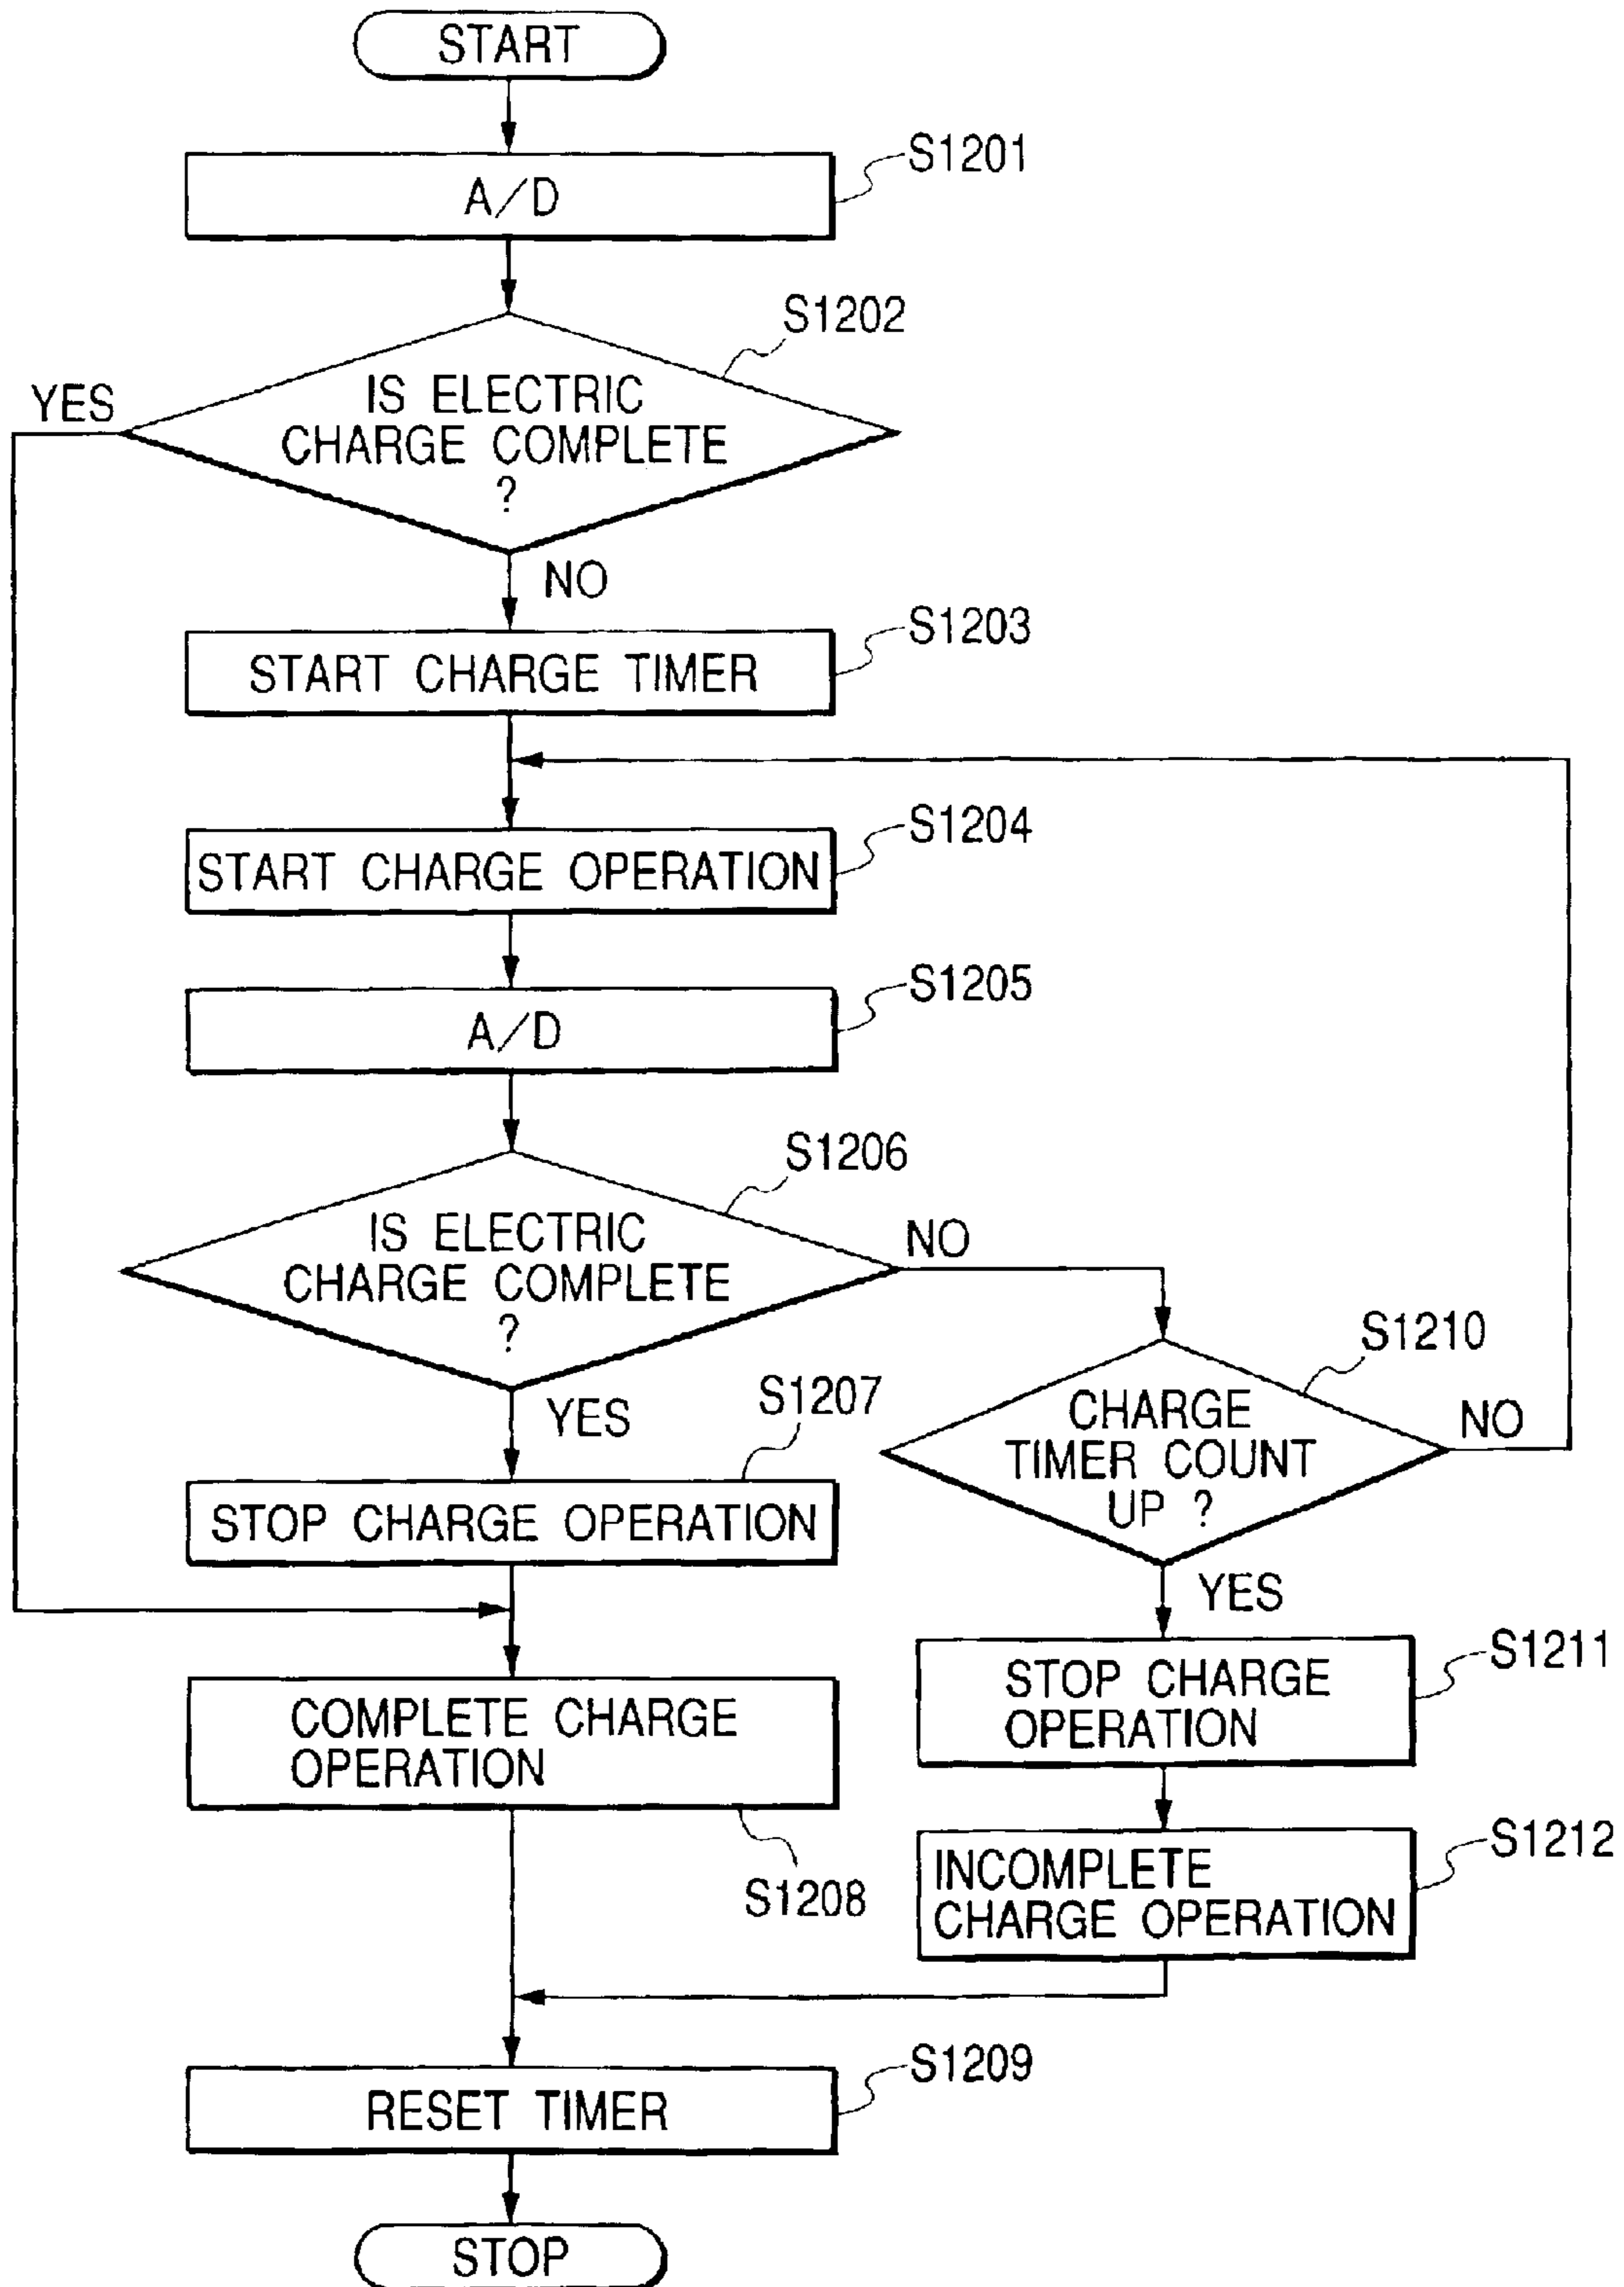 START
S1201
A/D
S1202
YES
IS ELECTRIC
CHARGE COMPLETE
?
NO
S1203
START CHARGE TIMER
S1204
START CHARGE OPERATION
S1205
A/D
S1206
IS ELECTRIC
CHARGE COMPLETE
?
NO
YES
S1210
CHARGE
TIMER COUNT
UP ?
NO
YES
S1207
STOP CHARGE OPERATION
S1211
STOP CHARGE
OPERATION
COMPLETE CHARGE
OPERATION
S1208
S1212
INCOMPLETE
CHARGE OPERATION
S1209
RESET TIMER
STOP